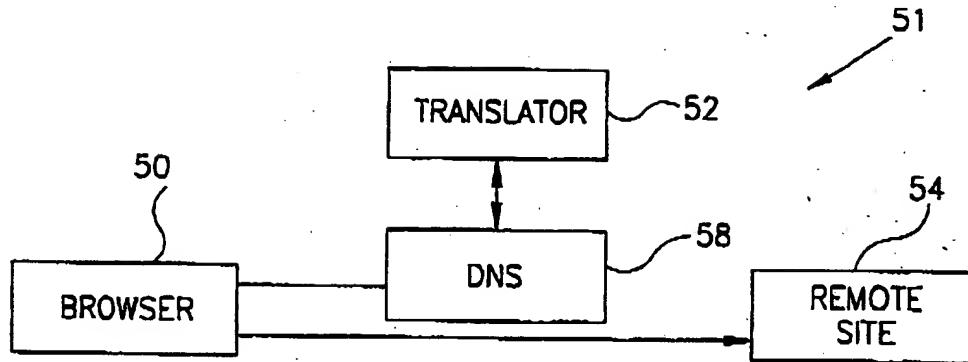 51
TRANSLATOR
52
50
54
DNS
58
BROWSER
REMOTE
SITE